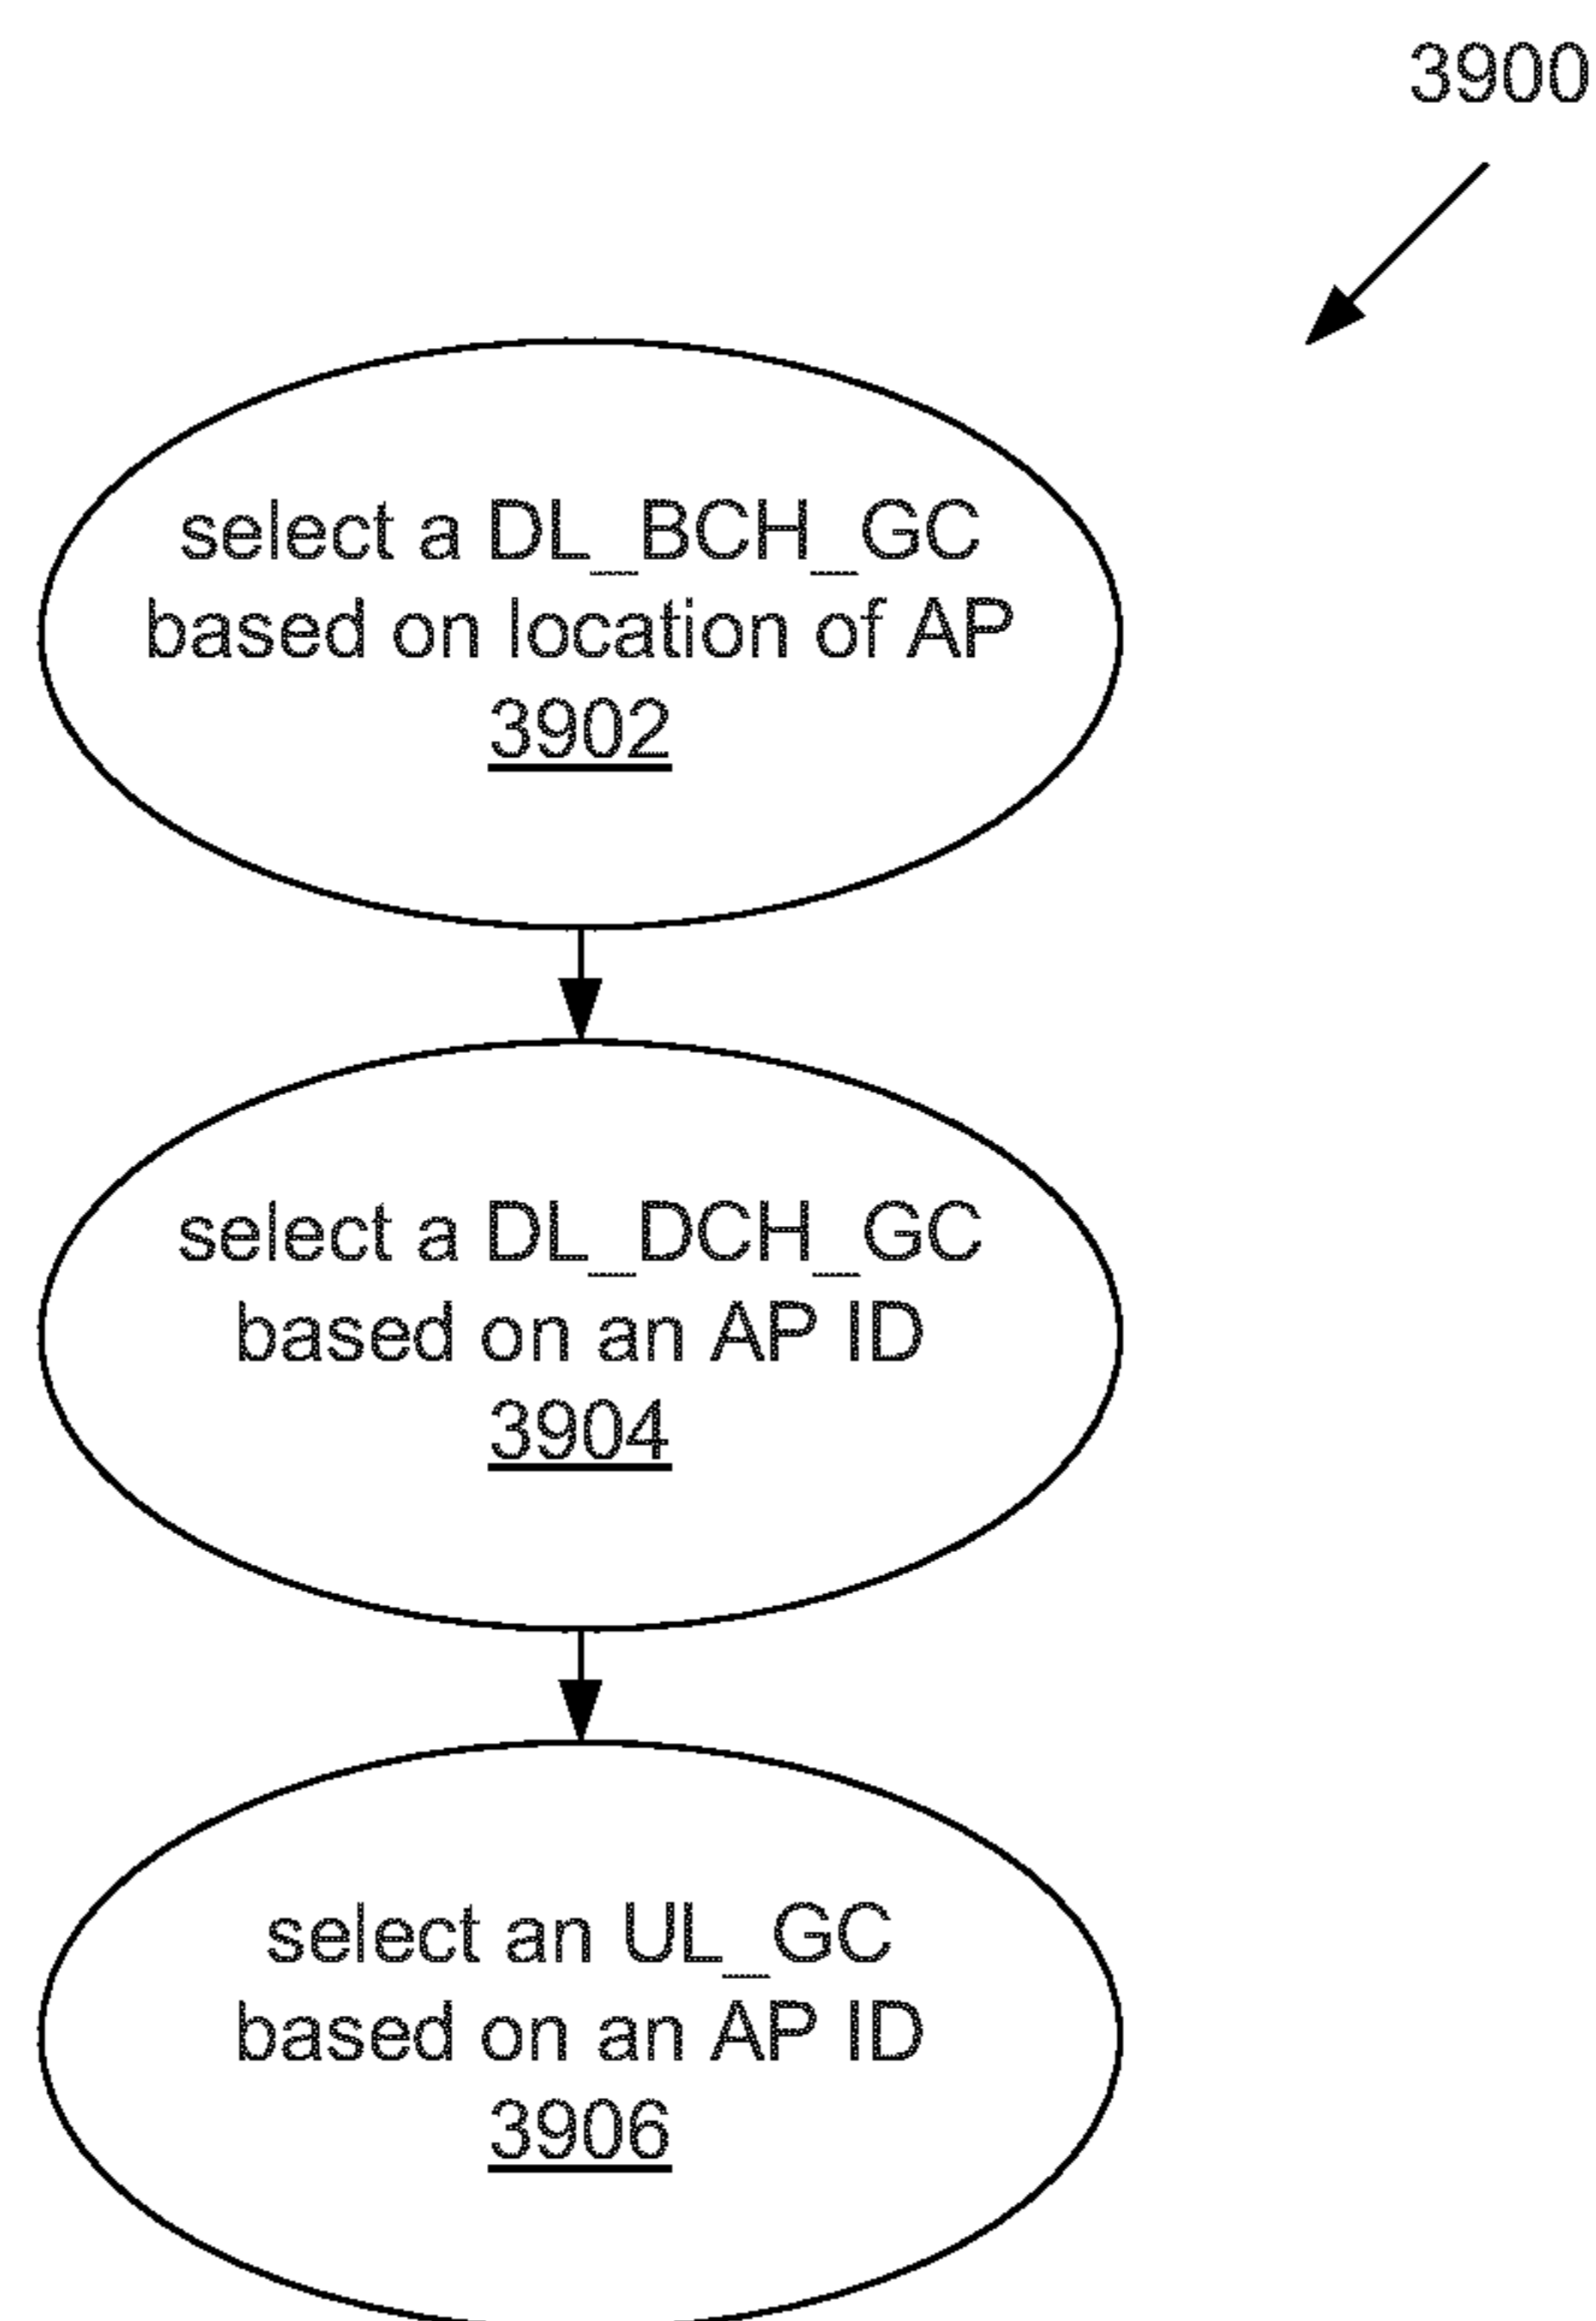 3900
select a DL_BCH_GC
based on location of AP
3902
select a DL_DCH_GC
based on an AP ID
3904
select an UL_GC
based on an AP ID
3906